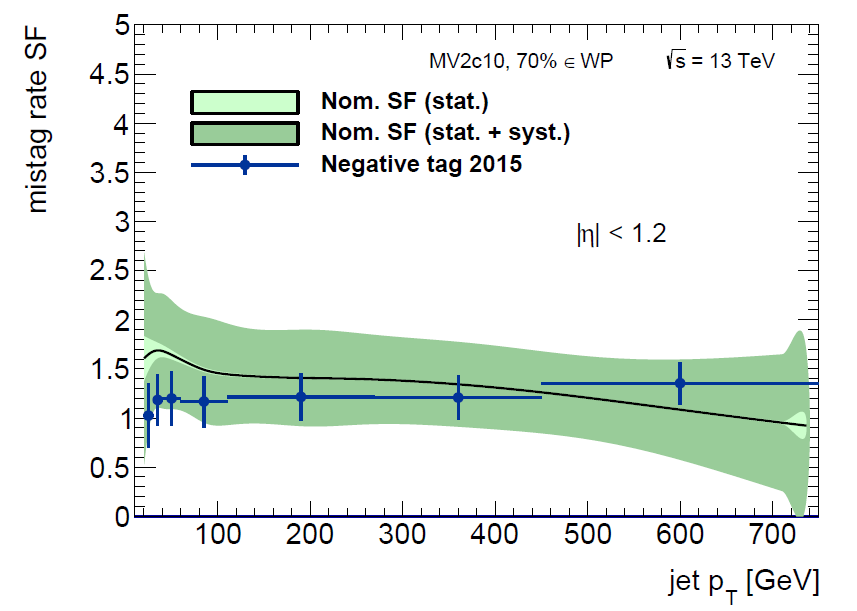 mistag rate SF
5
4.5
4
3.5
3
2.5
2
1.5
1
0.5
0
MV2c10, 70% ∈ WP √s = 13 TeV
Nom. SF (stat.)
Nom. SF (stat. + syst.)
Negative tag 2015
|η| < 1.2
100 200 300 400 500 600 700
jet p_T [GeV]